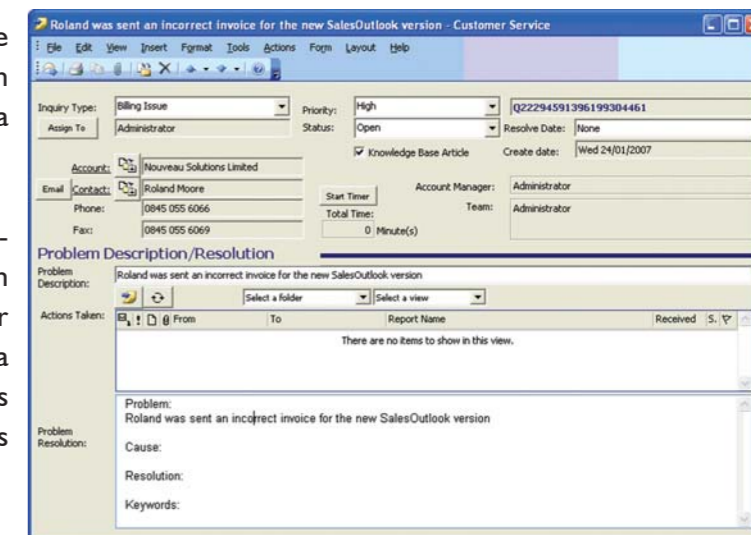 Roland was sent an incorrect invoice for the new SalesOutlook version - Customer Service
File Edit View Insert Format Tools Actions Form Layout Help
Inquiry Type: Billing Issue Priority: High Q22294591396199304461
Assign To Administrator Status: Open Resolve Date: None
Knowledge Base Article Create date: Wed 24/01/2007
Account: Nouveau Solutions Limited
Email Contact: Roland Moore Start Timer Account Manager: Administrator
Phone: 0845 055 6066 Total Time: Team: Administrator
Fax: 0845 055 6069 0 Minute(s)
Problem Description/Resolution
Problem Description: Roland was sent an incorrect invoice for the new SalesOutlook version
Select a folder Select a view
Actions Taken: From To Report Name Received S.
There are no items to show in this view.
Problem:
Roland was sent an incorrect invoice for the new SalesOutlook version
Problem Resolution:
Cause:
Resolution:
Keywords: